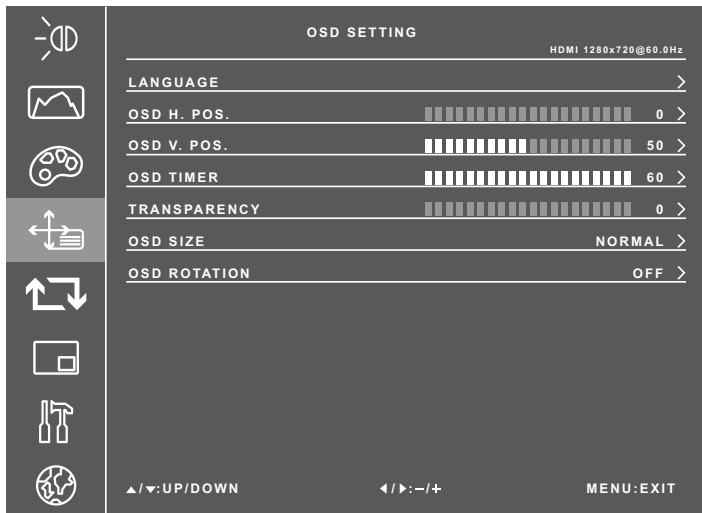 OSD SETTING
HDMI 1280x720@60.0Hz
LANGUAGE
OSD H. POS. 0
OSD V. POS. 50
OSD TIMER 60
TRANSPARENCY 0
OSD SIZE NORMAL
OSD ROTATION OFF
▲/▼:UP/DOWN ◀/▶:−/+ MENU:EXIT